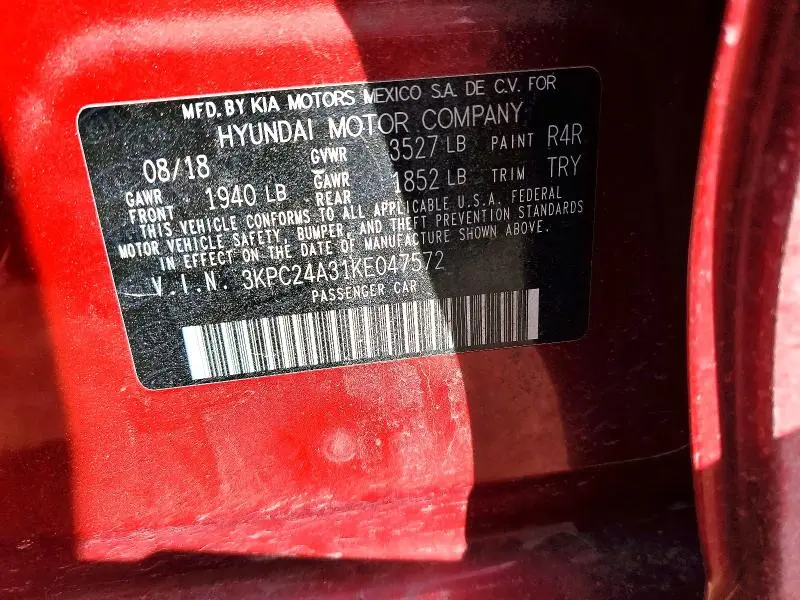 MFD. BY KIA MOTORS MEXICO S.A. DE C.V. FOR
HYUNDAI MOTOR COMPANY
08/18 GVWR 3527 LB PAINT R4R
GAWR FRONT 1940 LB GAWR REAR 1852 LB TRIM TRY
THIS VEHICLE CONFORMS TO ALL APPLICABLE U.S.A. FEDERAL
MOTOR VEHICLE SAFETY, BUMPER, AND THEFT PREVENTION STANDARDS
IN EFFECT ON THE DATE OF MANUFACTURE SHOWN ABOVE.
V.I.N. 3KPC24A31KE047572
PASSENGER CAR